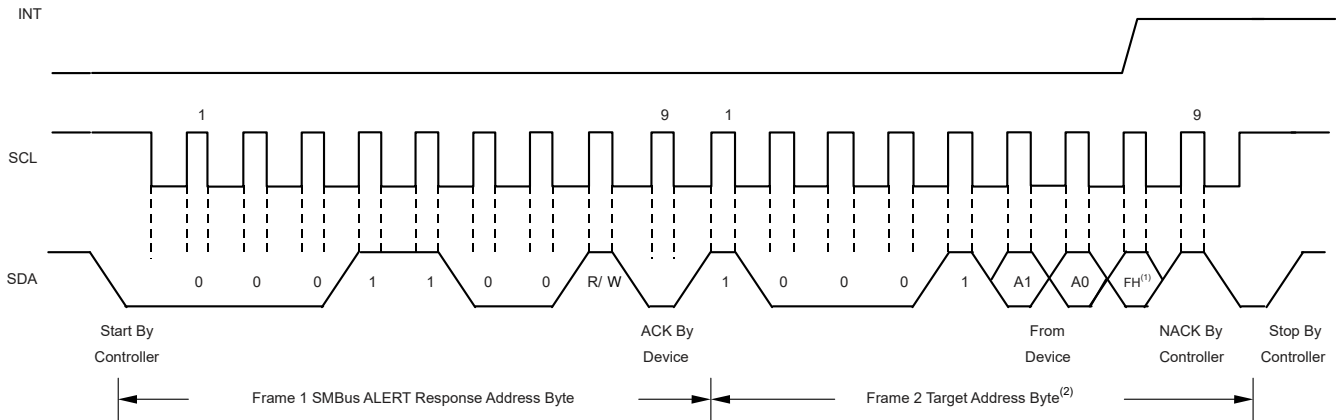 INT
1 9 1 9
SCL
SDA
0 0 0 1 1 0 0 R/ W 1 0 0 0 1 A1 A0 FH(1)
Start By
Controller
ACK By
Device
From
Device
NACK By
Controller
Stop By
Controller
Frame 1 SMBus ALERT Response Address Byte
Frame 2 Target Address Byte(2)